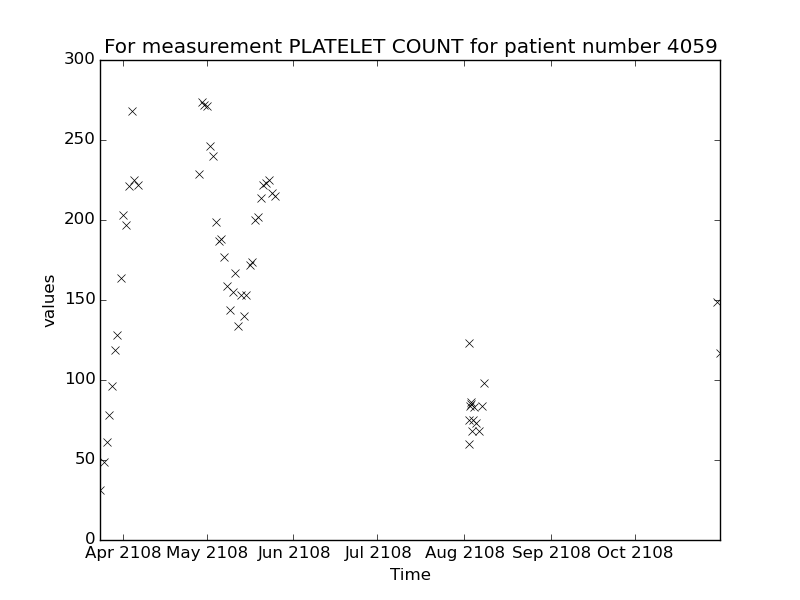 For measurement PLATELET COUNT for patient number 4059
300
250
200
150
100
50
0
values
Apr 2108 May 2108 Jun 2108 Jul 2108 Aug 2108 Sep 2108 Oct 2108
Time